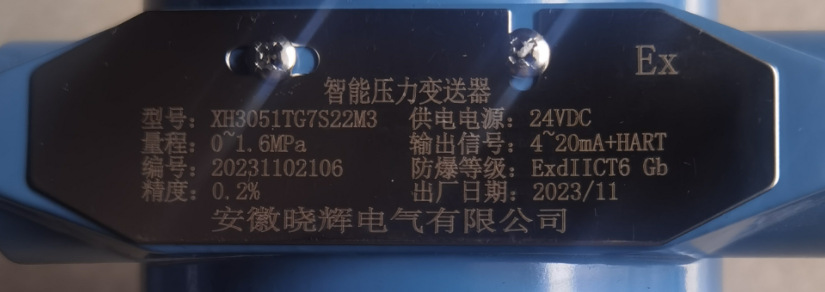 Ex
智能压力变送器
型号：XH3051TG7S22M3 供电电源：24VDC
量程：0~1.6MPa 输出信号：4~20mA+HART
编号：20231102106 防爆等级：ExdIICT6 Gb
精度：0.2% 出厂日期：2023/11
安徽晓辉电气有限公司